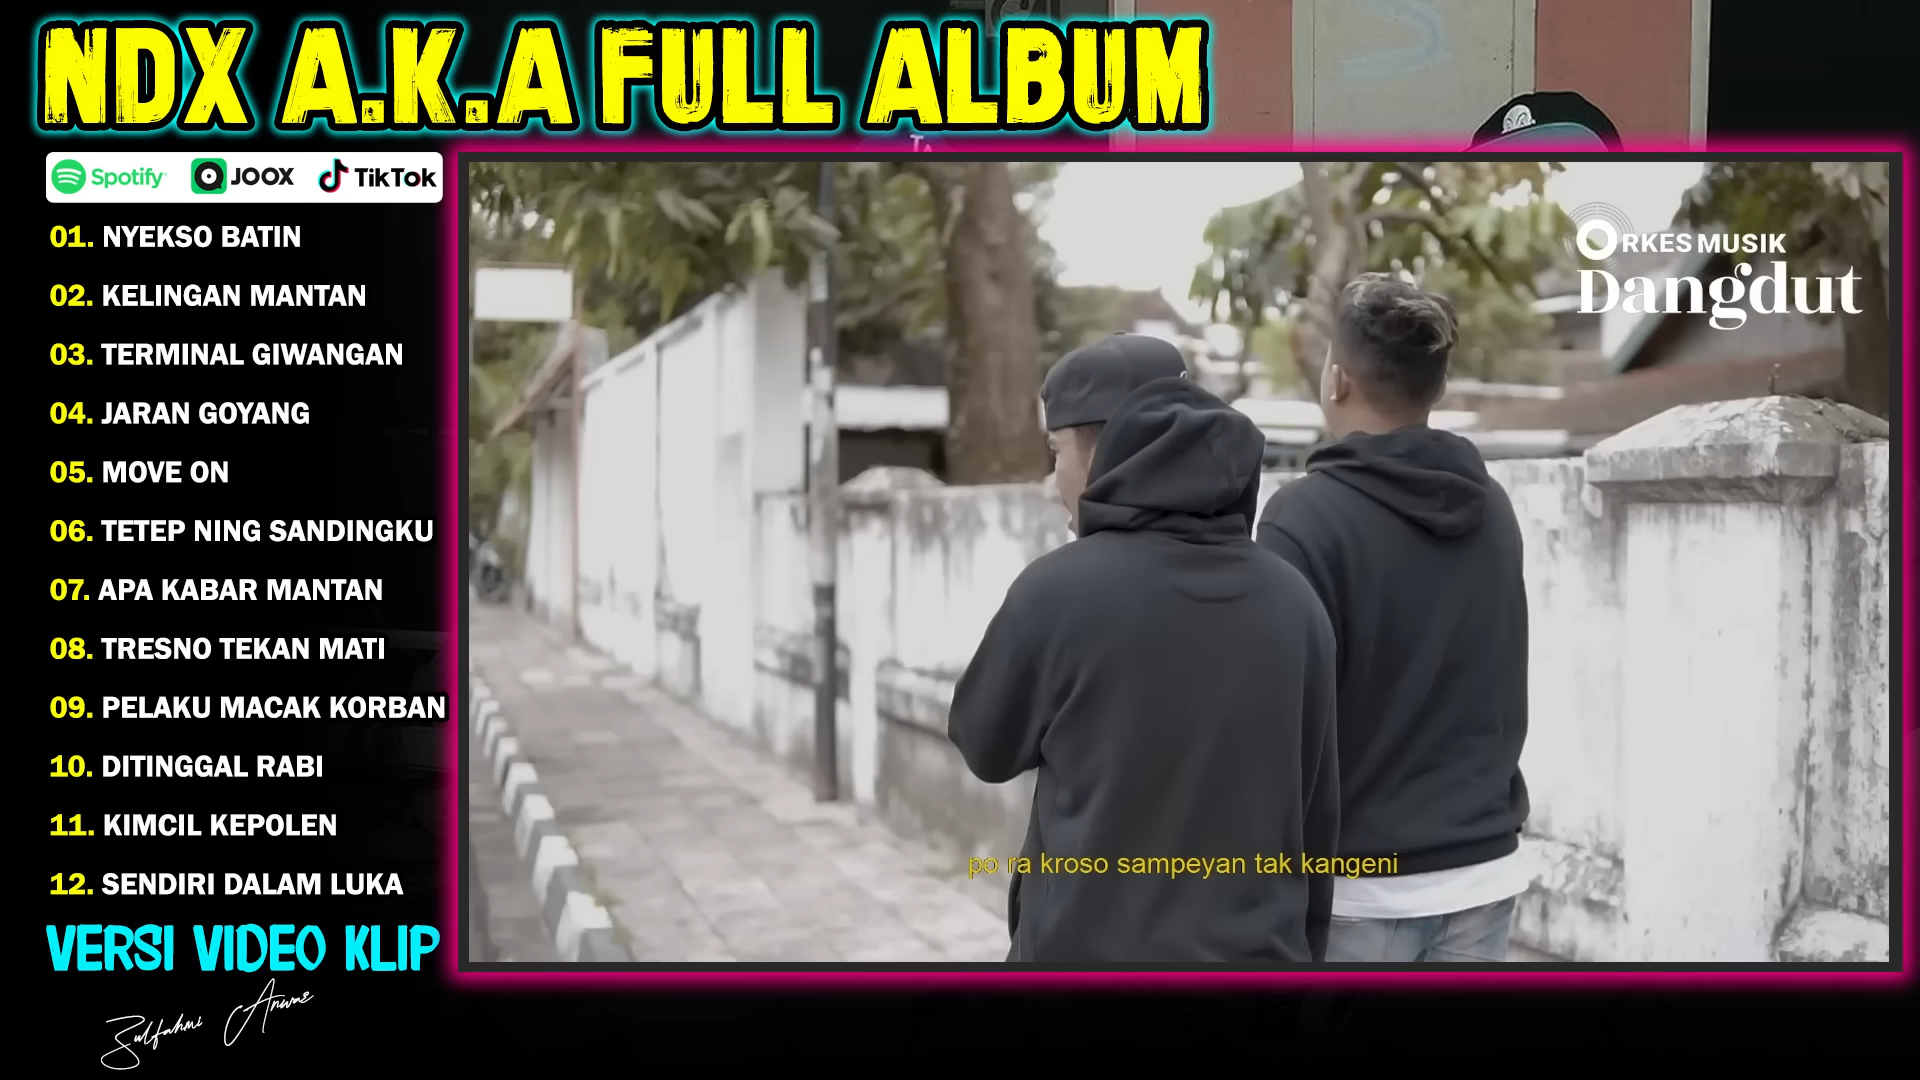 NDX A.K.A FULL ALBUM
Spotify JOOX TikTok
01. NYEKSO BATIN
02. KELINGAN MANTAN
03. TERMINAL GIWANGAN
04. JARAN GOYANG
05. MOVE ON
06. TETEP NING SANDINGKU
07. APA KABAR MANTAN
08. TRESNO TEKAN MATI
09. PELAKU MACAK KORBAN
10. DITINGGAL RABI
11. KIMCIL KEPOLEN
12. SENDIRI DALAM LUKA
VERSI VIDEO KLIP
Zulfahmi Anwar
ORKES MUSIK
Dangdut
po ra kroso sampeyan tak kangeni